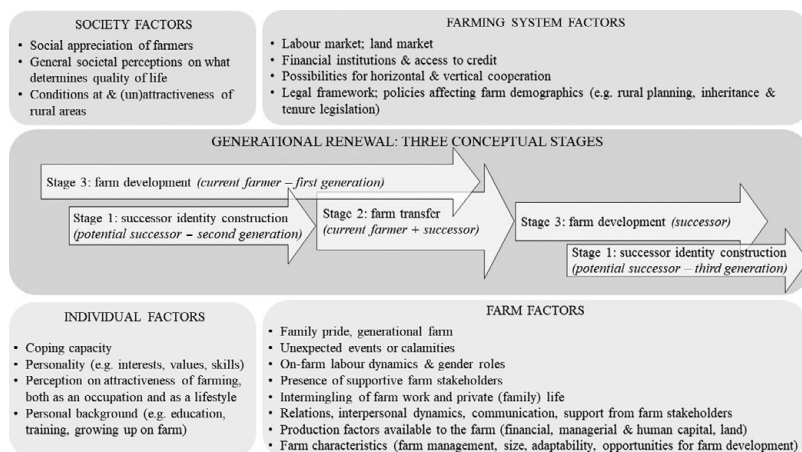 SOCIETY FACTORS
• Social appreciation of farmers
• General societal perceptions on what
determines quality of life
• Conditions at & (un)attractiveness of
rural areas
FARMING SYSTEM FACTORS
• Labour market; land market
• Financial institutions & access to credit
• Possibilities for horizontal & vertical cooperation
• Legal framework; policies affecting farm demographics (e.g. rural planning, inheritance &
tenure legislation)
GENERATIONAL RENEWAL: THREE CONCEPTUAL STAGES
Stage 3: farm development (current farmer – first generation)
Stage 1: successor identity construction
(potential successor – second generation)
Stage 2: farm transfer
(current farmer + successor)
Stage 3: farm development (successor)
Stage 1: successor identity construction
(potential successor – third generation)
INDIVIDUAL FACTORS
• Coping capacity
• Personality (e.g. interests, values, skills)
• Perception on attractiveness of farming,
both as an occupation and as a lifestyle
• Personal background (e.g. education,
training, growing up on farm)
FARM FACTORS
• Family pride, generational farm
• Unexpected events or calamities
• On-farm labour dynamics & gender roles
• Presence of supportive farm stakeholders
• Intermingling of farm work and private (family) life
• Relations, interpersonal dynamics, communication, support from farm stakeholders
• Production factors available to the farm (financial, managerial & human capital, land)
• Farm characteristics (farm management, size, adaptability, opportunities for farm development)